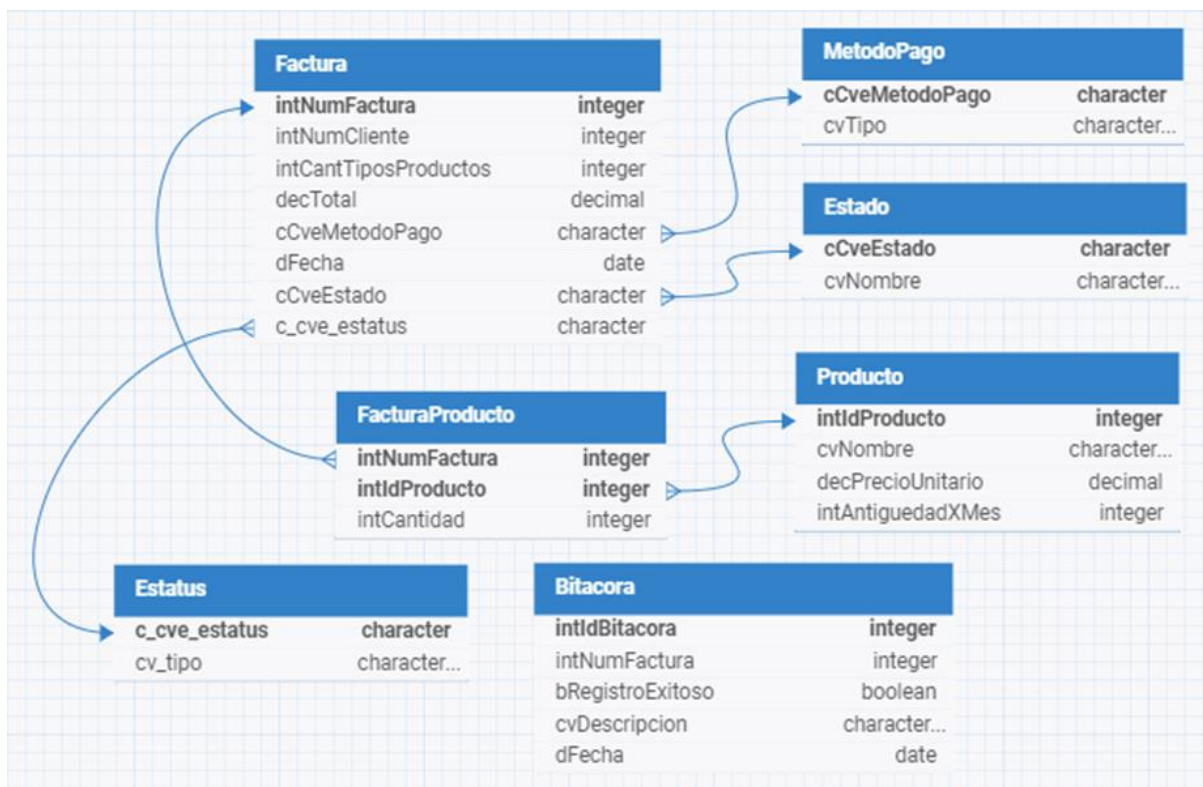 Factura
intNumFactura integer
intNumCliente integer
intCantTiposProductos integer
decTotal decimal
cCveMetodoPago character
dFecha date
cCveEstado character
c_cve_estatus character
MetodoPago
cCveMetodoPago character
cvTipo character...
Estado
cCveEstado character
cvNombre character...
FacturaProducto
intNumFactura integer
intIdProducto integer
intCantidad integer
Producto
intIdProducto integer
cvNombre character...
decPrecioUnitario decimal
intAntiguedadXMes integer
Estatus
c_cve_estatus character
cv_tipo character...
Bitacora
intIdBitacora integer
intNumFactura integer
bRegistroExitoso boolean
cvDescripcion character...
dFecha date